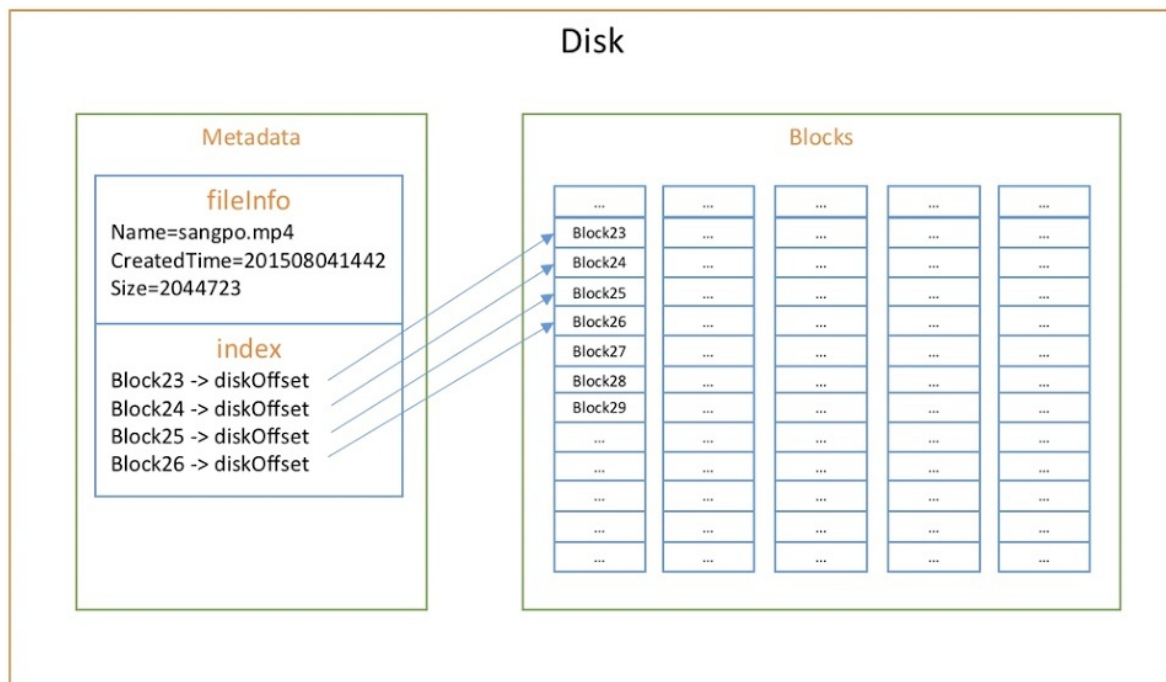 Disk
Metadata
fileInfo
Name=sangpo.mp4
CreatedTime=201508041442
Size=2044723
index
Block23 -> diskOffset
Block24 -> diskOffset
Block25 -> diskOffset
Block26 -> diskOffset
Blocks
... ... ... ... ...
Block23 ... ... ... ...
Block24 ... ... ... ...
Block25 ... ... ... ...
Block26 ... ... ... ...
Block27 ... ... ... ...
Block28 ... ... ... ...
Block29 ... ... ... ...
... ... ... ... ...
... ... ... ... ...
... ... ... ... ...
... ... ... ... ...
... ... ... ... ...